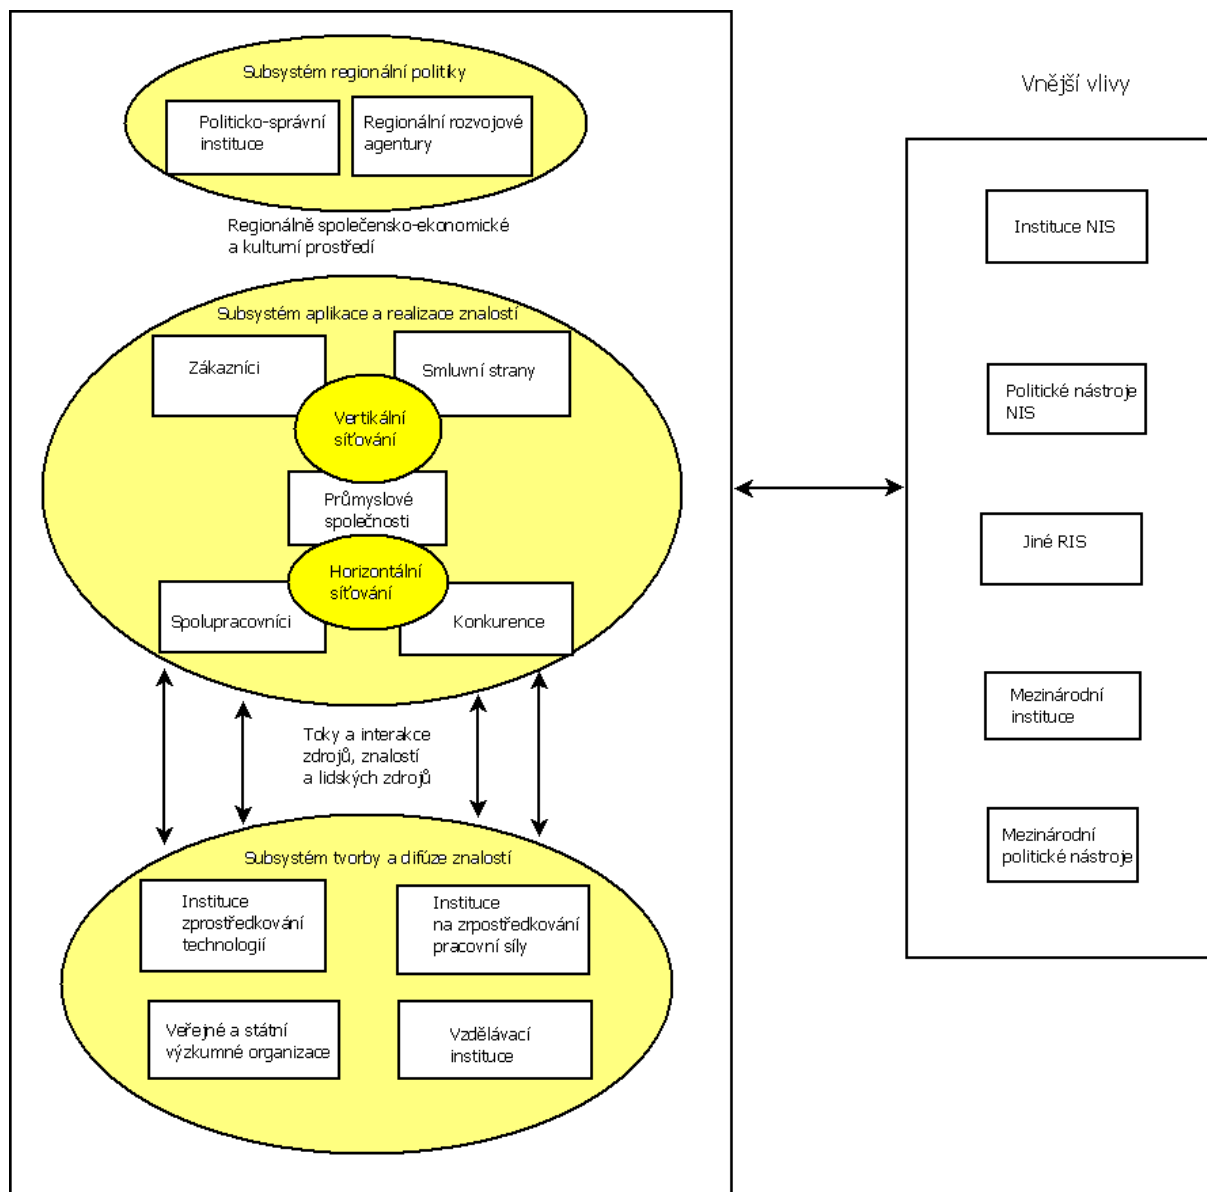 Subsystém regionální politiky
Politicko-správní
instituce
Regionální rozvojové
agentury
Regionálně společensko-ekonomické
a kulturní prostředí
Subsystém aplikace a realizace znalostí
Zákazníci
Smluvní strany
Vertikální
síťování
Průmyslové
společnosti
Horizontální
síťování
Spolupracovníci
Konkurence
Toky a interakce
zdrojů, znalostí
a lidských zdrojů
Subsystém tvorby a difúze znalostí
Instituce
zprostředkování
technologií
Instituce
na zrpostředkování
pracovní síly
Veřejné a státní
výzkumné organizace
Vzdělávací
instituce
Vnější vlivy
Instituce NIS
Politické nástroje
NIS
Jiné RIS
Mezinárodní
instituce
Mezinárodní
politické nástroje